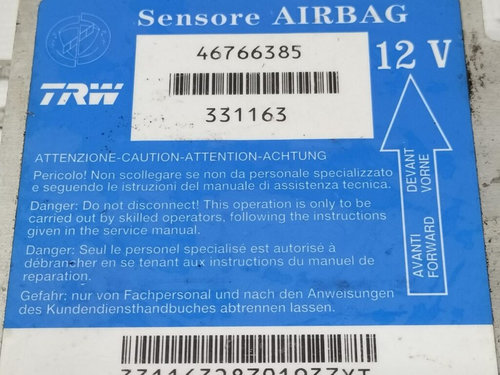 Sensore AIRBAG
46766385
12 V
TRW
331163
ATTENZIONE-CAUTION-ATTENTION-ACHTUNG
Pericolo! Non scollegare se non da personale specializzato
e seguendo le istruzioni del manuale di assistenza tecnica.
Danger: Do not disconnect! This operation is only to be
carried out by skilled operators, following the instructions
given in the service manual.
Danger: Seul le personel specialisé est autorisé à
débrancher en se tenant aux instructions du manuel de
reparation.
Gefahr: nur von Fachpersonal und nach den Anweisungen
des Kundendiensthandbuches abtrennen lassen.
AVANTI DEVANT
FORWARD VORNE